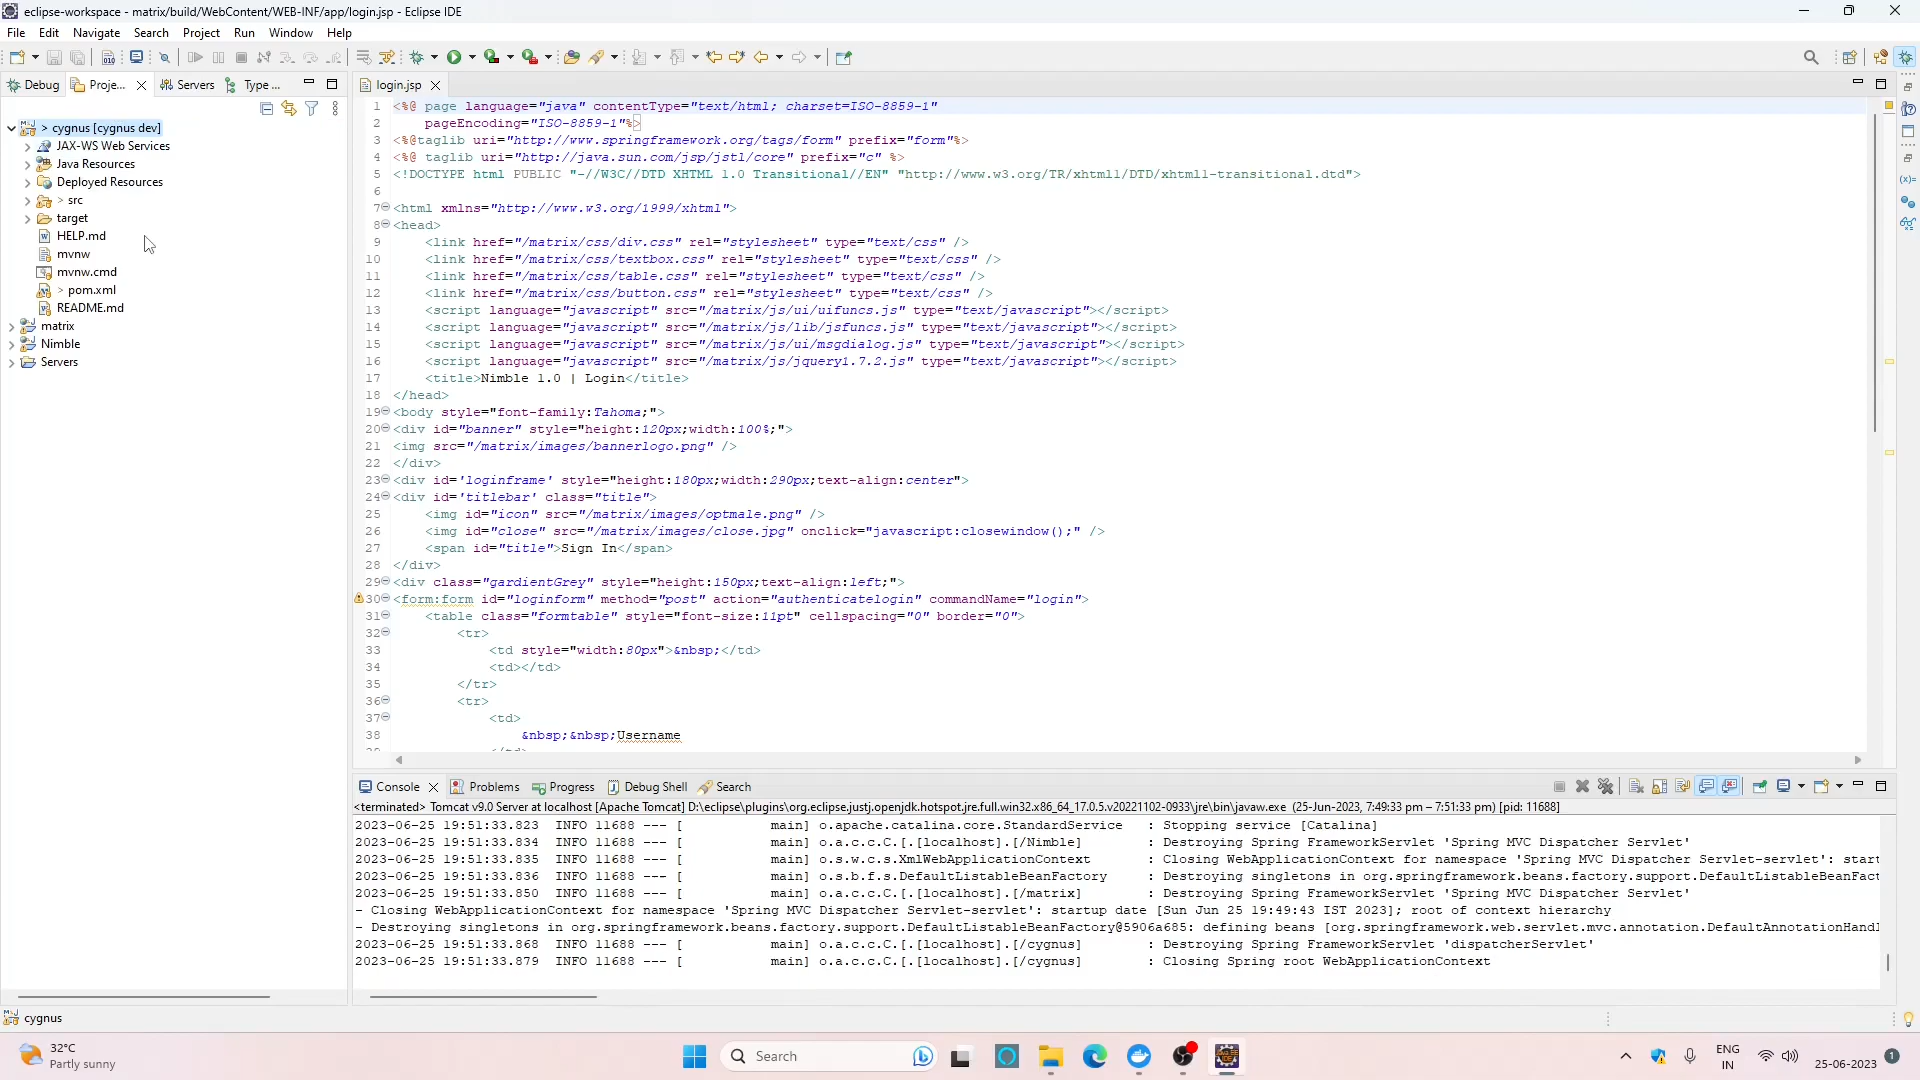 eclipse-workspace - matrix/build/WebContent/WEB-INF/app/login.jsp - Eclipse IDE
File Edit Navigate Search Project Run Window Help
Debug Proje... Servers Type ...
login.jsp
> cygnus [cygnus dev]
JAX-WS Web Services
Java Resources
Deployed Resources
> src
target
HELP.md
mvnw
mvnw.cmd
> pom.xml
README.md
matrix
Nimble
Servers
1 <%@ page language="java" contentType="text/html; charset=ISO-8859-1"
2 pageEncoding="ISO-8859-1"%>
3 <%@taglib uri="http://www.springframework.org/tags/form" prefix="form"%>
4 <%@ taglib uri="http://java.sun.com/jsp/jstl/core" prefix="c" %>
5 <!DOCTYPE html PUBLIC "-//W3C//DTD XHTML 1.0 Transitional//EN" "http://www.w3.org/TR/xhtml1/DTD/xhtml1-transitional.dtd">
6
7 <html xmlns="http://www.w3.org/1999/xhtml">
8 <head>
9 <link href="/matrix/css/div.css" rel="stylesheet" type="text/css" />
10 <link href="/matrix/css/textbox.css" rel="stylesheet" type="text/css" />
11 <link href="/matrix/css/table.css" rel="stylesheet" type="text/css" />
12 <link href="/matrix/css/button.css" rel="stylesheet" type="text/css" />
13 <script language="javascript" src="/matrix/js/ui/uifuncs.js" type="text/javascript"></script>
14 <script language="javascript" src="/matrix/js/lib/jsfuncs.js" type="text/javascript"></script>
15 <script language="javascript" src="/matrix/js/ui/msgdialog.js" type="text/javascript"></script>
16 <script language="javascript" src="/matrix/js/jquery1.7.2.js" type="text/javascript"></script>
17 <title>Nimble 1.0 | Login</title>
18 </head>
19 <body style="font-family:Tahoma;">
20 <div id="banner" style="height:120px;width:100%;">
21 <img src="/matrix/images/bannerlogo.png" />
22 </div>
23 <div id='loginframe' style="height:180px;width:290px;text-align:center">
24 <div id='titlebar' class="title">
25 <img id="icon" src="/matrix/images/optmale.png" />
26 <img id="close" src="/matrix/images/close.jpg" onclick="javascript:closewindow();" />
27 <span id="title">Sign In</span>
28 </div>
29 <div class="gardientGrey" style="height:150px;text-align:left;">
30 <form:form id="loginform" method="post" action="authenticatelogin" commandName="login">
31 <table class="formtable" style="font-size:11pt" cellspacing="0" border="0">
32 <tr>
33 <td style="width:80px">&nbsp;</td>
34 <td></td>
35 </tr>
36 <tr>
37 <td>
38 &nbsp;&nbsp;Username
Console Problems Progress Debug Shell Search
<terminated> Tomcat v9.0 Server at localhost [Apache Tomcat] D:\eclipse\plugins\org.eclipse.justj.openjdk.hotspot.jre.full.win32.x86_64_17.0.5.v20221102-0933\jre\bin\javaw.exe (25-Jun-2023, 7:49:33 pm – 7:51:33 pm) [pid: 11688]
2023-06-25 19:51:33.823 INFO 11688 --- [ main] o.apache.catalina.core.StandardService : Stopping service [Catalina]
2023-06-25 19:51:33.834 INFO 11688 --- [ main] o.a.c.c.C.[.[localhost].[/Nimble] : Destroying Spring FrameworkServlet 'Spring MVC Dispatcher Servlet'
2023-06-25 19:51:33.835 INFO 11688 --- [ main] o.s.w.c.s.XmlWebApplicationContext : Closing WebApplicationContext for namespace 'Spring MVC Dispatcher Servlet-servlet': start
2023-06-25 19:51:33.836 INFO 11688 --- [ main] o.s.b.f.s.DefaultListableBeanFactory : Destroying singletons in org.springframework.beans.factory.support.DefaultListableBeanFact
2023-06-25 19:51:33.850 INFO 11688 --- [ main] o.a.c.c.C.[.[localhost].[/matrix] : Destroying Spring FrameworkServlet 'Spring MVC Dispatcher Servlet'
- Closing WebApplicationContext for namespace 'Spring MVC Dispatcher Servlet-servlet': startup date [Sun Jun 25 19:49:43 IST 2023]; root of context hierarchy
- Destroying singletons in org.springframework.beans.factory.support.DefaultListableBeanFactory@5906a685: defining beans [org.springframework.web.servlet.mvc.annotation.DefaultAnnotationHandl
2023-06-25 19:51:33.868 INFO 11688 --- [ main] o.a.c.c.C.[.[localhost].[/cygnus] : Destroying Spring FrameworkServlet 'dispatcherServlet'
2023-06-25 19:51:33.879 INFO 11688 --- [ main] o.a.c.c.C.[.[localhost].[/cygnus] : Closing Spring root WebApplicationContext
cygnus
32°C
Partly sunny
Search
ENG
IN
25-06-2023
1